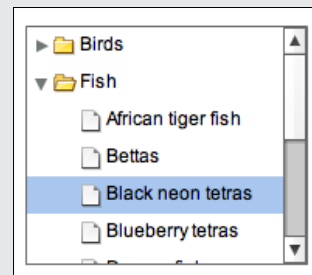 Birds
Fish
African tiger fish
Bettas
Black neon tetras
Blueberry tetras